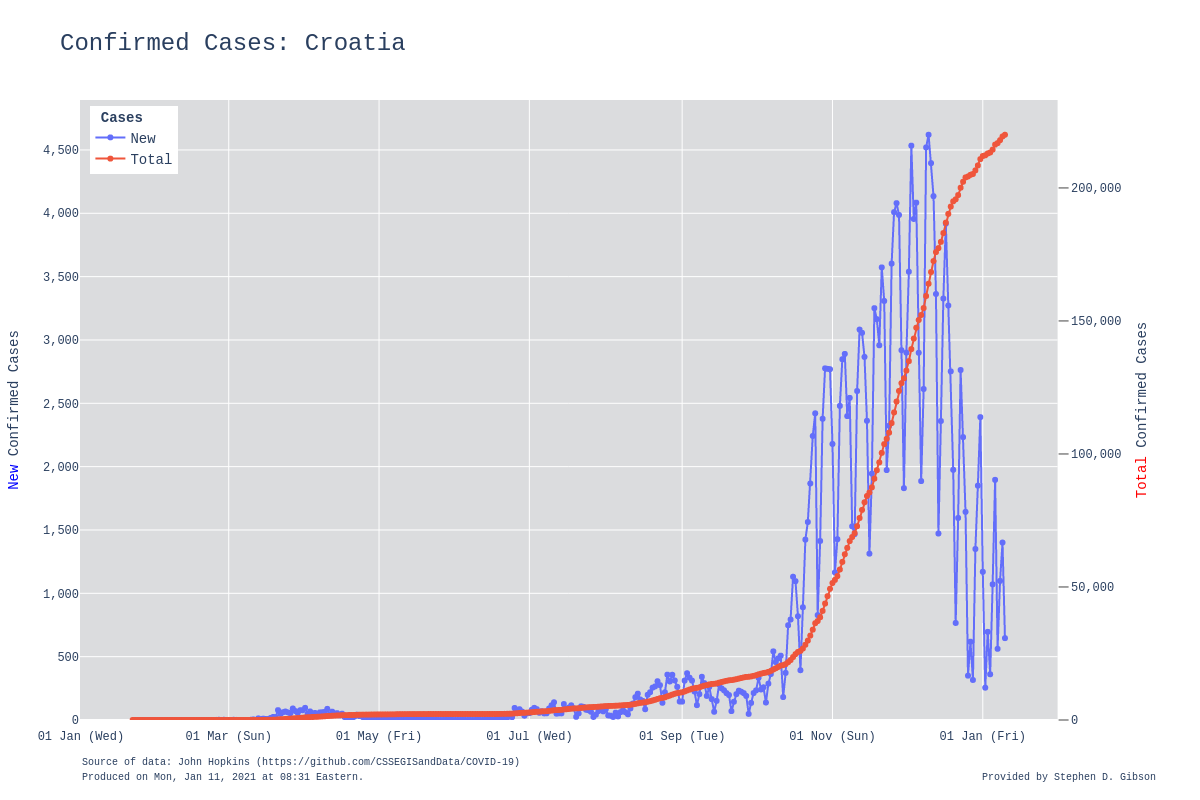 Confirmed Cases: Croatia
Cases
New
Total
4,500
4,000
3,500
3,000
2,500
2,000
1,500
1,000
500
0
New Confirmed Cases
200,000
150,000
100,000
50,000
0
Total Confirmed Cases
01 Jan (Wed) 01 Mar (Sun) 01 May (Fri) 01 Jul (Wed) 01 Sep (Tue) 01 Nov (Sun) 01 Jan (Fri)
Source of data: John Hopkins (https://github.com/CSSEGISandData/COVID-19)
Produced on Mon, Jan 11, 2021 at 08:31 Eastern.
Provided by Stephen D. Gibson